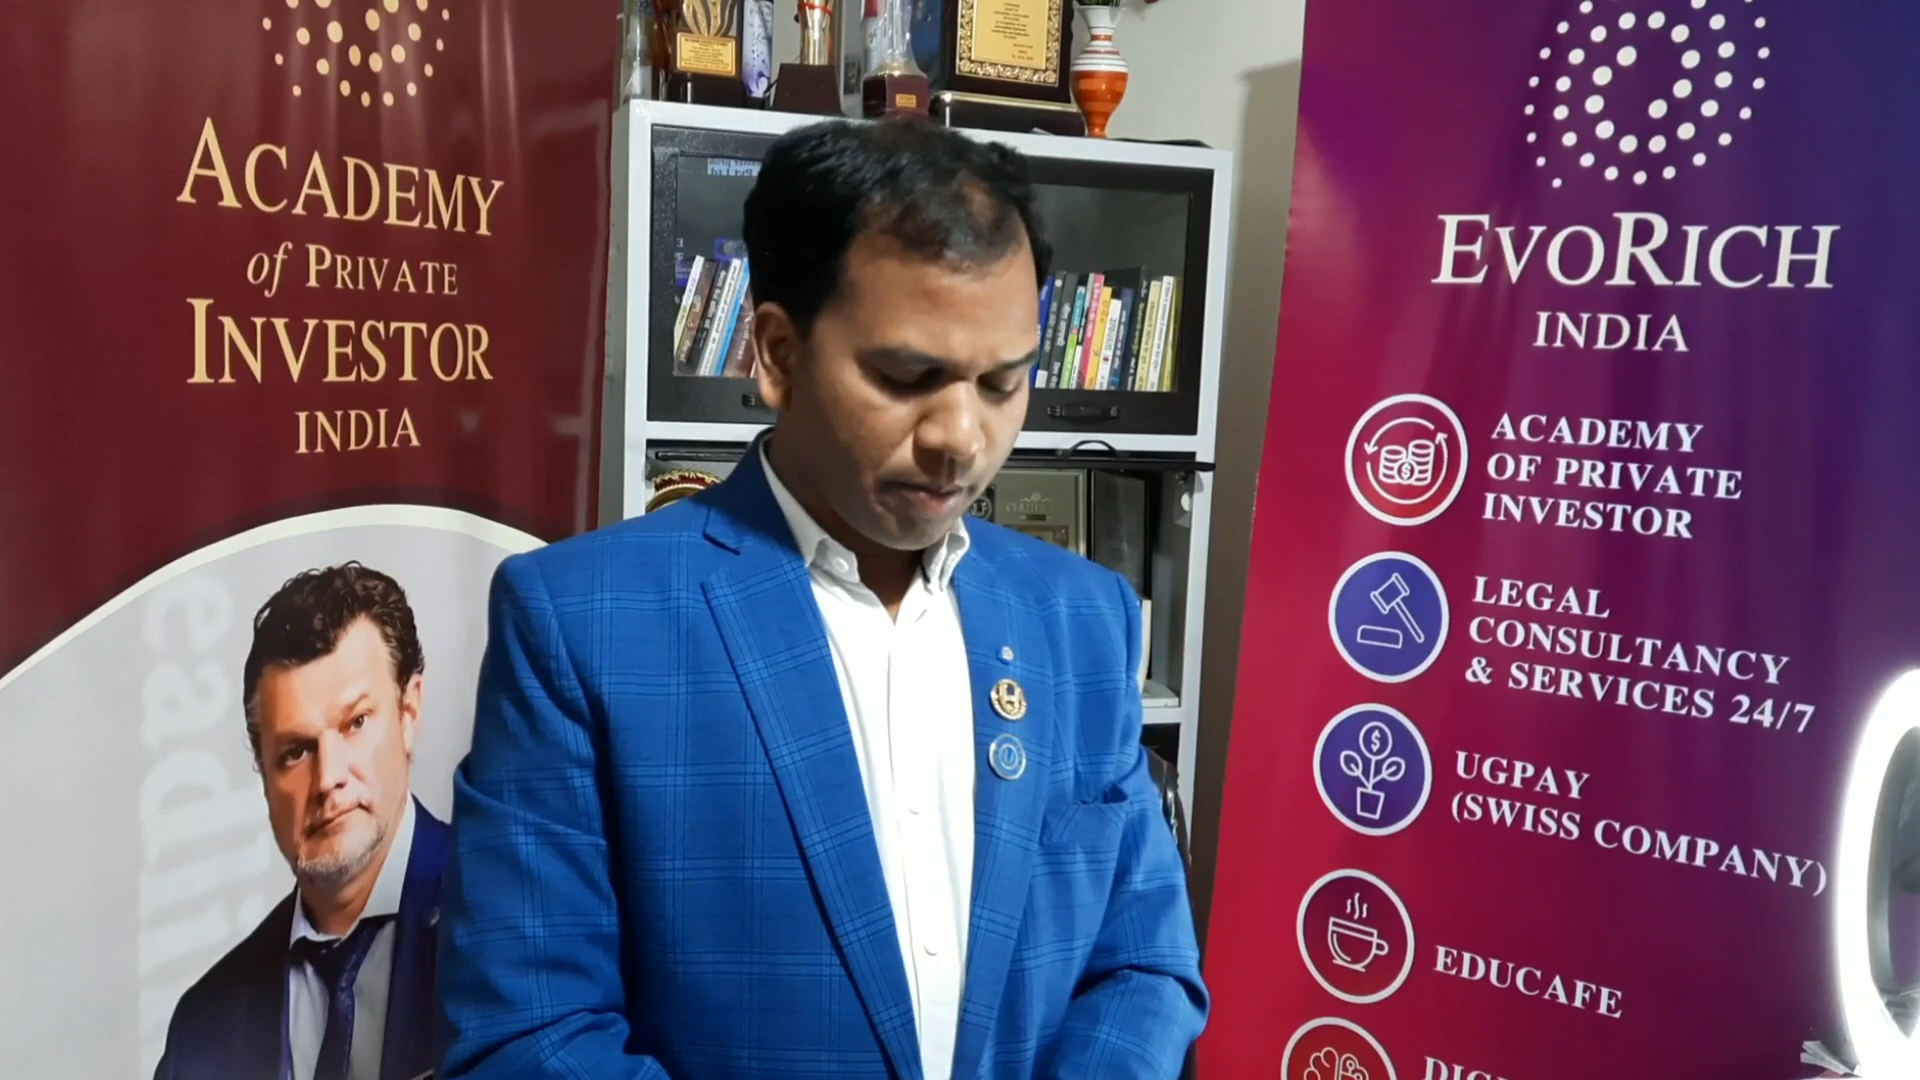 ACADEMY
of PRIVATE
INVESTOR
INDIA
EVORICH
INDIA
ACADEMY
OF PRIVATE
INVESTOR
LEGAL
CONSULTANCY
& SERVICES 24/7
UGPAY
(SWISS COMPANY)
EDUCAFE